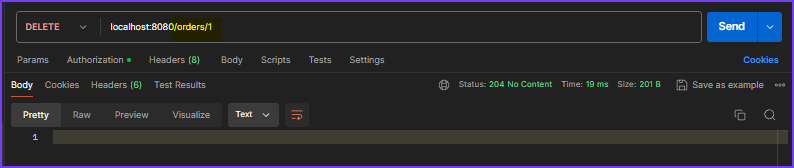 DELETE localhost:8080/orders/1 Send
Params Authorization Headers (8) Body Scripts Tests Settings Cookies
Body Cookies Headers (6) Test Results Status: 204 No Content Time: 19 ms Size: 201 B Save as example
Pretty Raw Preview Visualize Text
1